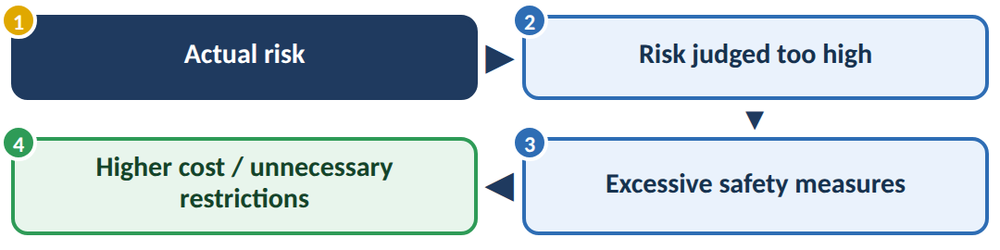 1
Actual risk
2
Risk judged too high
3
Excessive safety measures
4
Higher cost / unnecessary
restrictions